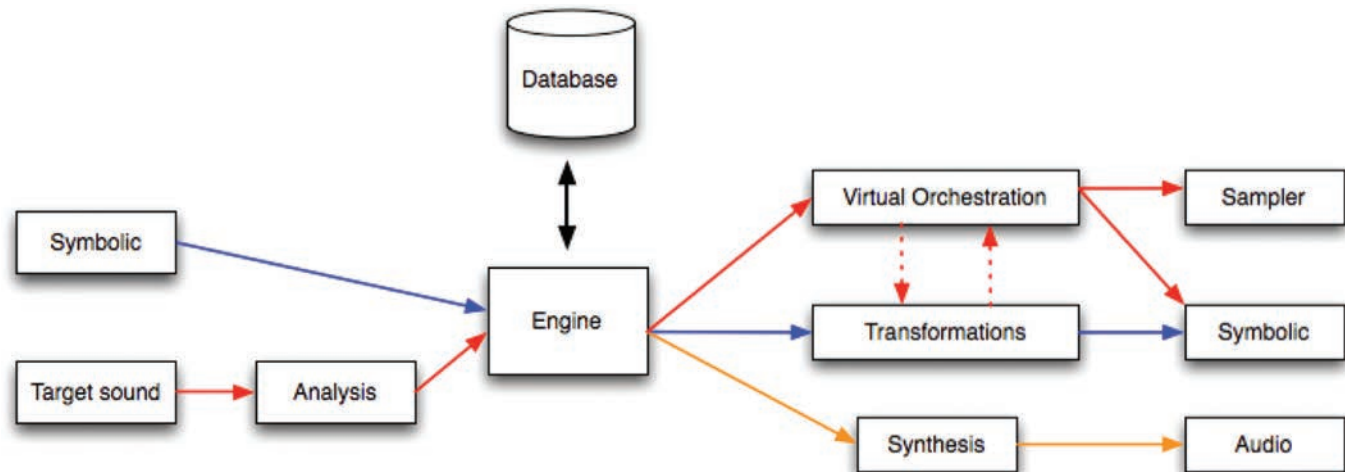 Database
Virtual Orchestration
Sampler
Symbolic
Engine
Transformations
Symbolic
Target sound
Analysis
Synthesis
Audio